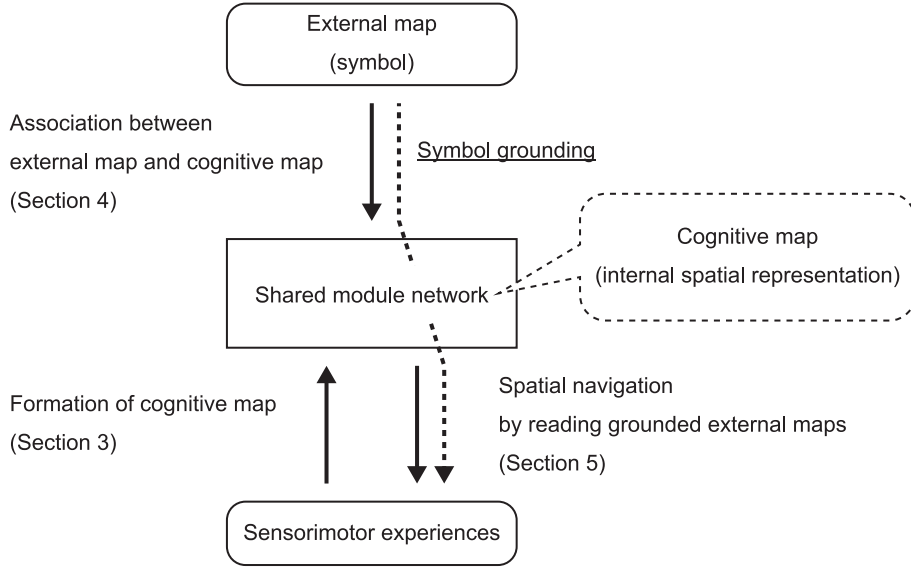 External map
(symbol)
Association between
external map and cognitive map
(Section 4)
Symbol grounding
Cognitive map
(internal spatial representation)
Shared module network
Formation of cognitive map
(Section 3)
Spatial navigation
by reading grounded external maps
(Section 5)
Sensorimotor experiences